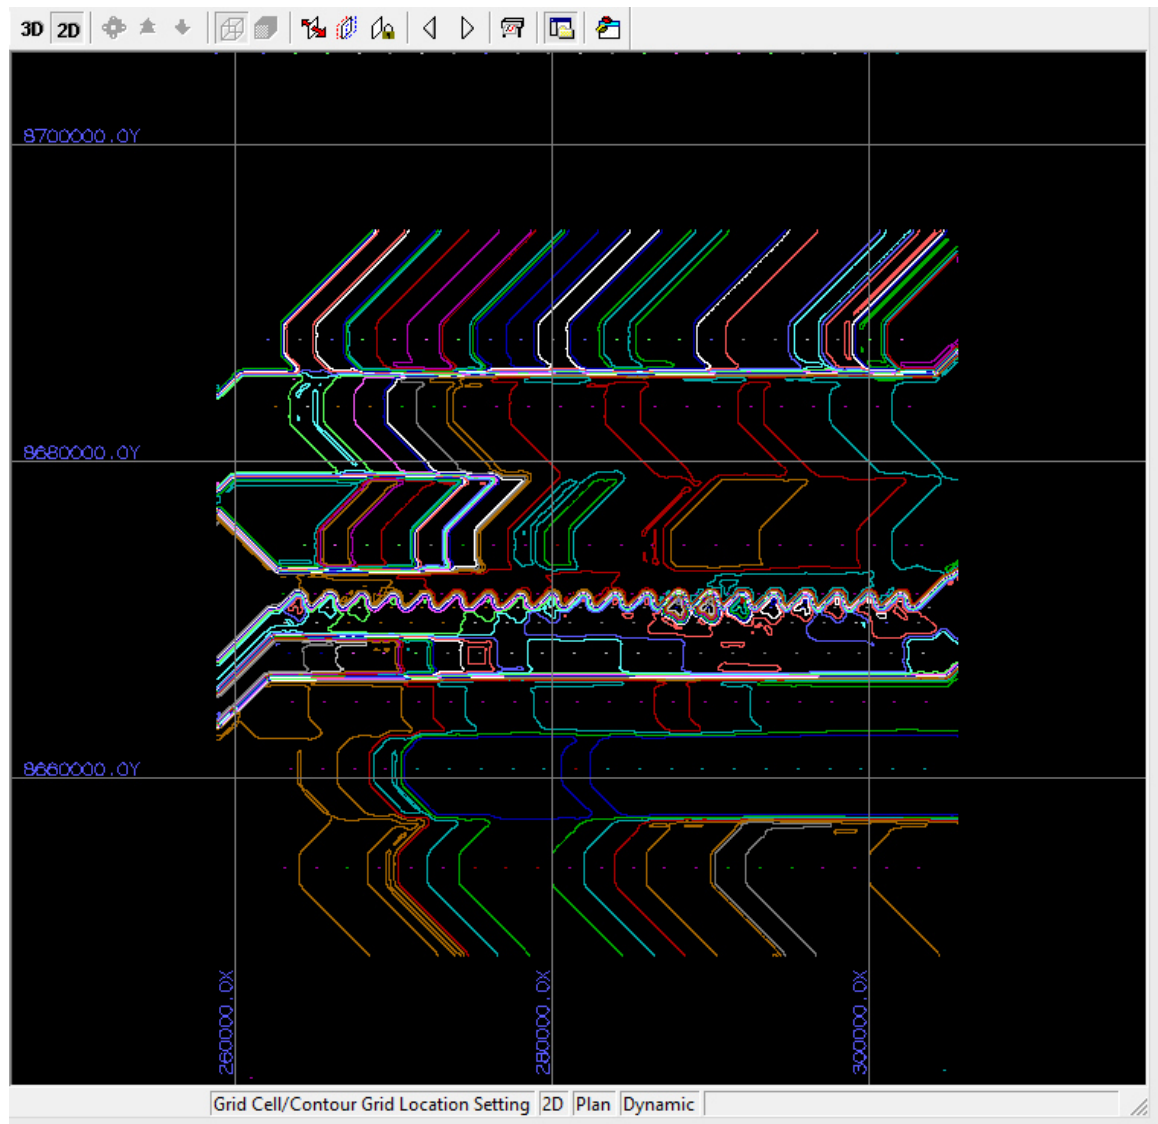 3D 2D
8700000.0Y
8680000.0Y
8660000.0Y
260000.0X
280000.0X
300000.0X
Grid Cell/Contour Grid Location Setting 2D Plan Dynamic